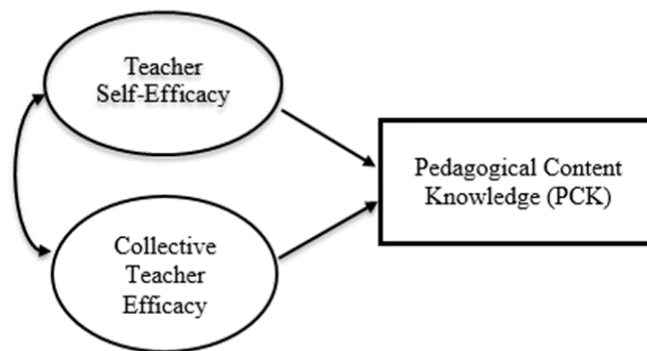 Teacher
Self-Efficacy
Pedagogical Content
Knowledge (PCK)
Collective
Teacher
Efficacy